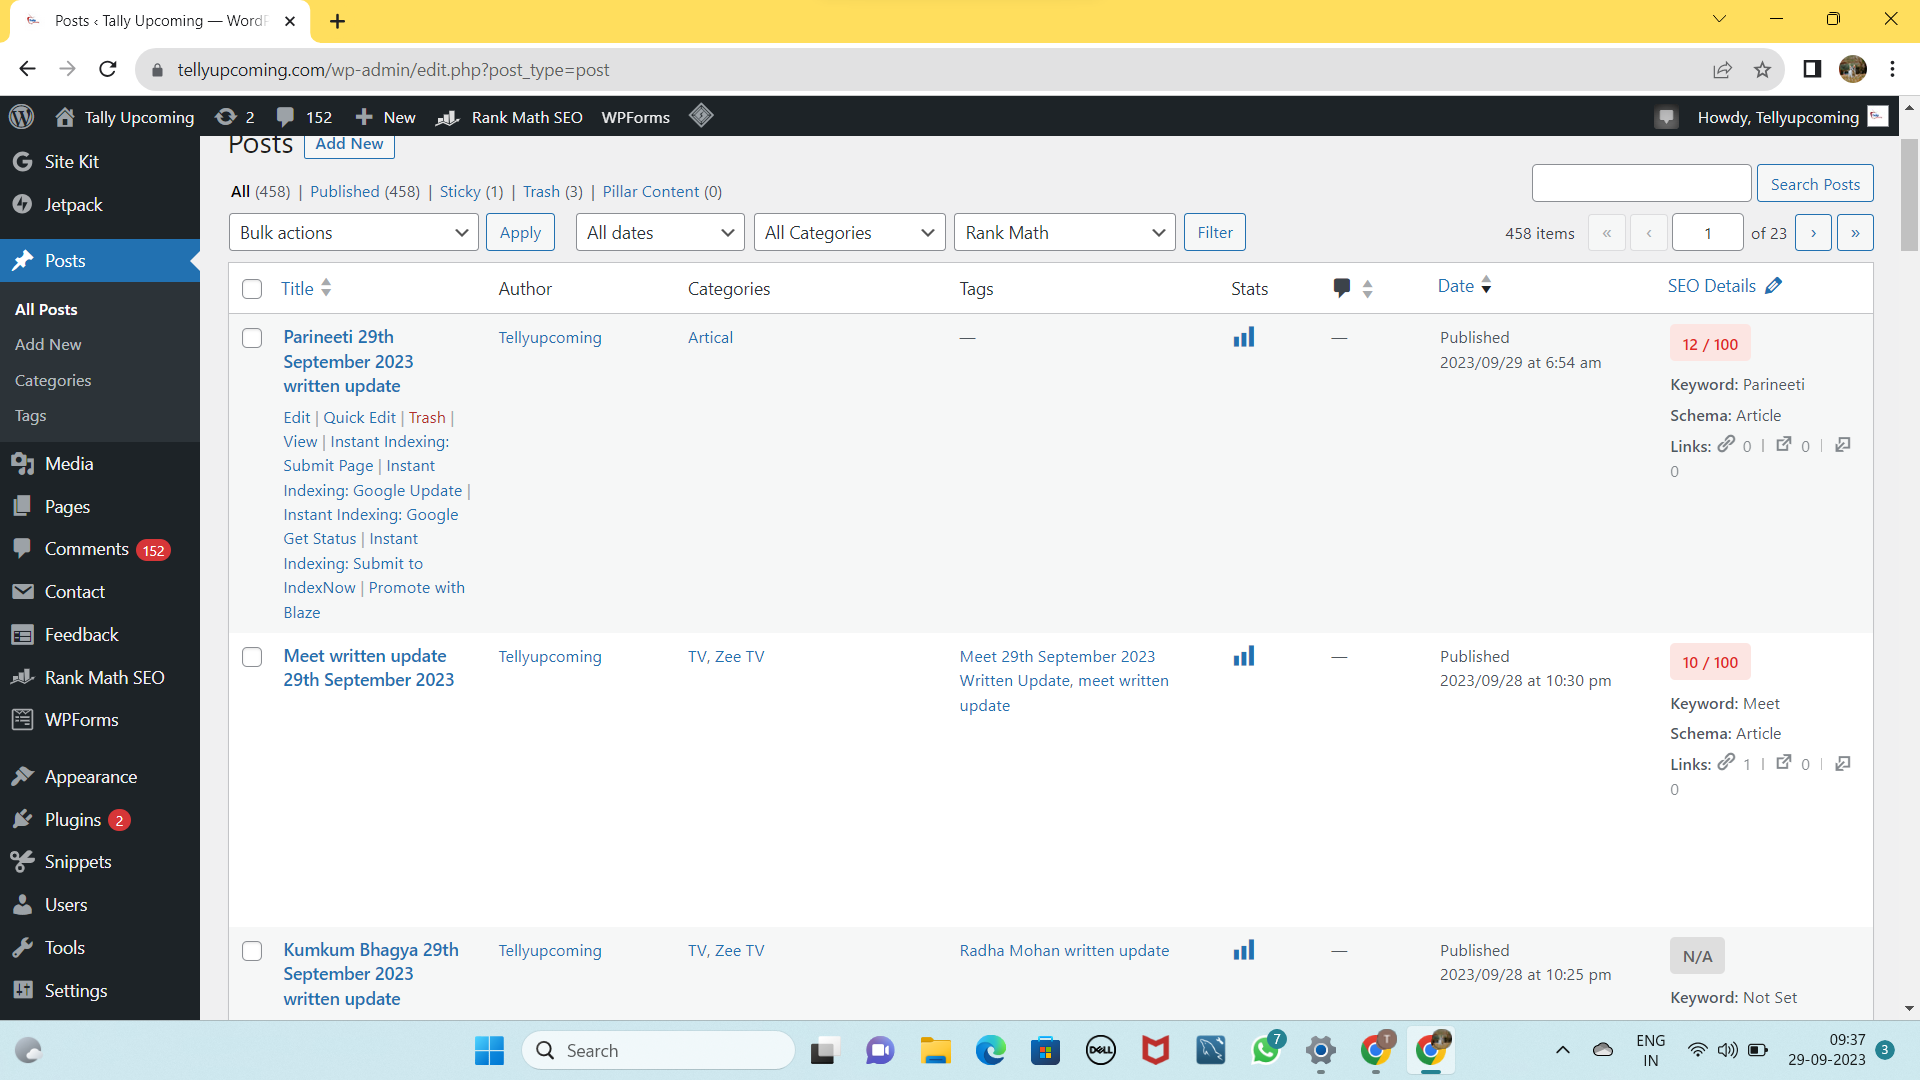 Posts ‹ Tally Upcoming — WordP
tellyupcoming.com/wp-admin/edit.php?post_type=post
Tally Upcoming 2 152 New Rank Math SEO WPForms Howdy, Tellyupcoming
Site Kit
Jetpack
Posts
All Posts
Add New
Categories
Tags
Media
Pages
Comments 152
Contact
Feedback
Rank Math SEO
WPForms
Appearance
Plugins 2
Snippets
Users
Tools
Settings
Posts Add New
All (458) | Published (458) | Sticky (1) | Trash (3) | Pillar Content (0)
Search Posts
Bulk actions Apply All dates All Categories Rank Math Filter 458 items « ‹ 1 of 23 › »
Title Author Categories Tags Stats Date SEO Details
Parineeti 29th
September 2023
written update
Edit | Quick Edit | Trash |
View | Instant Indexing:
Submit Page | Instant
Indexing: Google Update |
Instant Indexing: Google
Get Status | Instant
Indexing: Submit to
IndexNow | Promote with
Blaze
Tellyupcoming
Artical
—
—
Published
2023/09/29 at 6:54 am
12 / 100
Keyword: Parineeti
Schema: Article
Links: 0 | 0 |
0
Meet written update
29th September 2023
Tellyupcoming
TV, Zee TV
Meet 29th September 2023
Written Update, meet written
update
—
Published
2023/09/28 at 10:30 pm
10 / 100
Keyword: Meet
Schema: Article
Links: 1 | 0 |
0
Kumkum Bhagya 29th
September 2023
written update
Tellyupcoming
TV, Zee TV
Radha Mohan written update
—
Published
2023/09/28 at 10:25 pm
N/A
Keyword: Not Set
Search
DELL
7
T
ENG
IN
09:37
29-09-2023
3